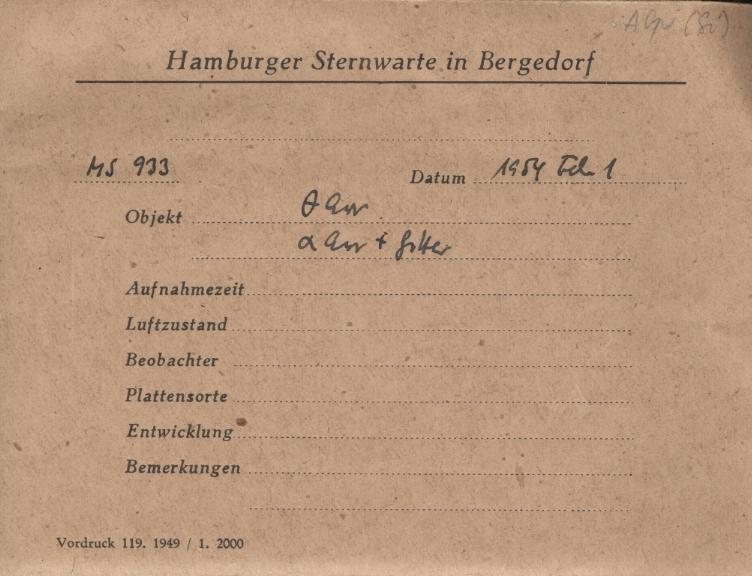 Hamburger Sternwarte in Bergedorf
MS 933
Datum 1954 Feb 1
Objekt θ Aur
α Aur + Gitter
Aufnahmezeit
Luftzustand
Beobachter
Plattensorte
Entwicklung
Bemerkungen
Vordruck 119. 1949 / 1. 2000